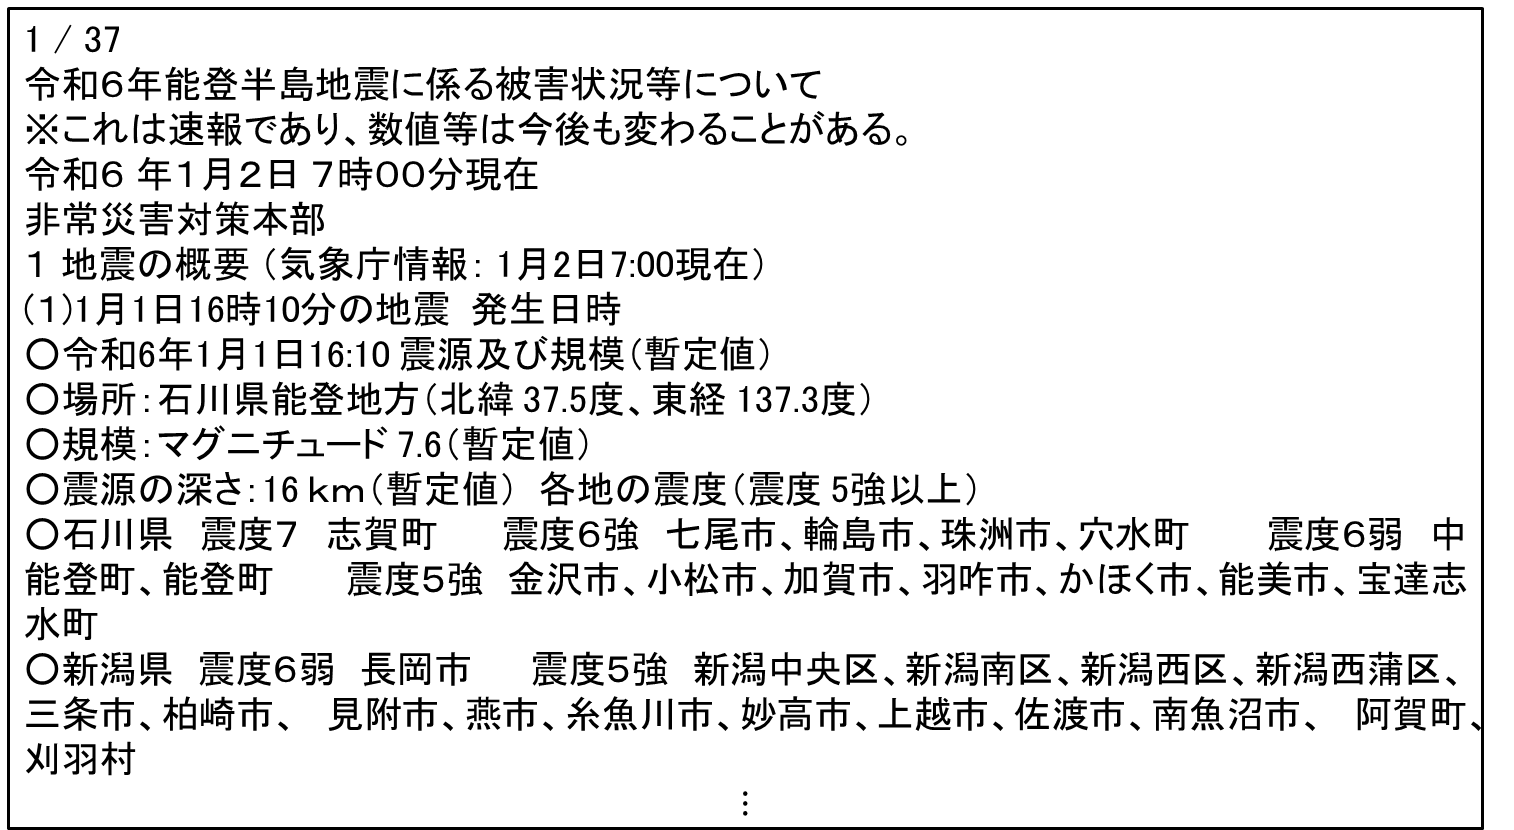 1 / 37
令和６年能登半島地震に係る被害状況等について
※これは速報であり、数値等は今後も変わることがある。
令和６ 年１月２日 ７時００分現在
非常災害対策本部
１ 地震の概要（気象庁情報： 1月2日7:00現在）
(１)1月1日16時10分の地震　発生日時
〇令和6年1月1日16:10 震源及び規模（暫定値）
〇場所：石川県能登地方（北緯 37.5度、東経 137.3度）
〇規模：マグニチュード 7.6（暫定値）
〇震源の深さ：16 ｋｍ（暫定値）　各地の震度（震度 5強以上）
〇石川県　震度７　志賀町　　震度６強　七尾市、輪島市、珠洲市、穴水町　　震度６弱　中
能登町、能登町　　震度５強　金沢市、小松市、加賀市、羽咋市、かほく市、能美市、宝達志
水町
〇新潟県　震度６弱　長岡市　　震度５強　新潟中央区、新潟南区、新潟西区、新潟西蒲区、
三条市、柏崎市、　見附市、燕市、糸魚川市、妙高市、上越市、佐渡市、南魚沼市、　阿賀町、
刈羽村
⋮